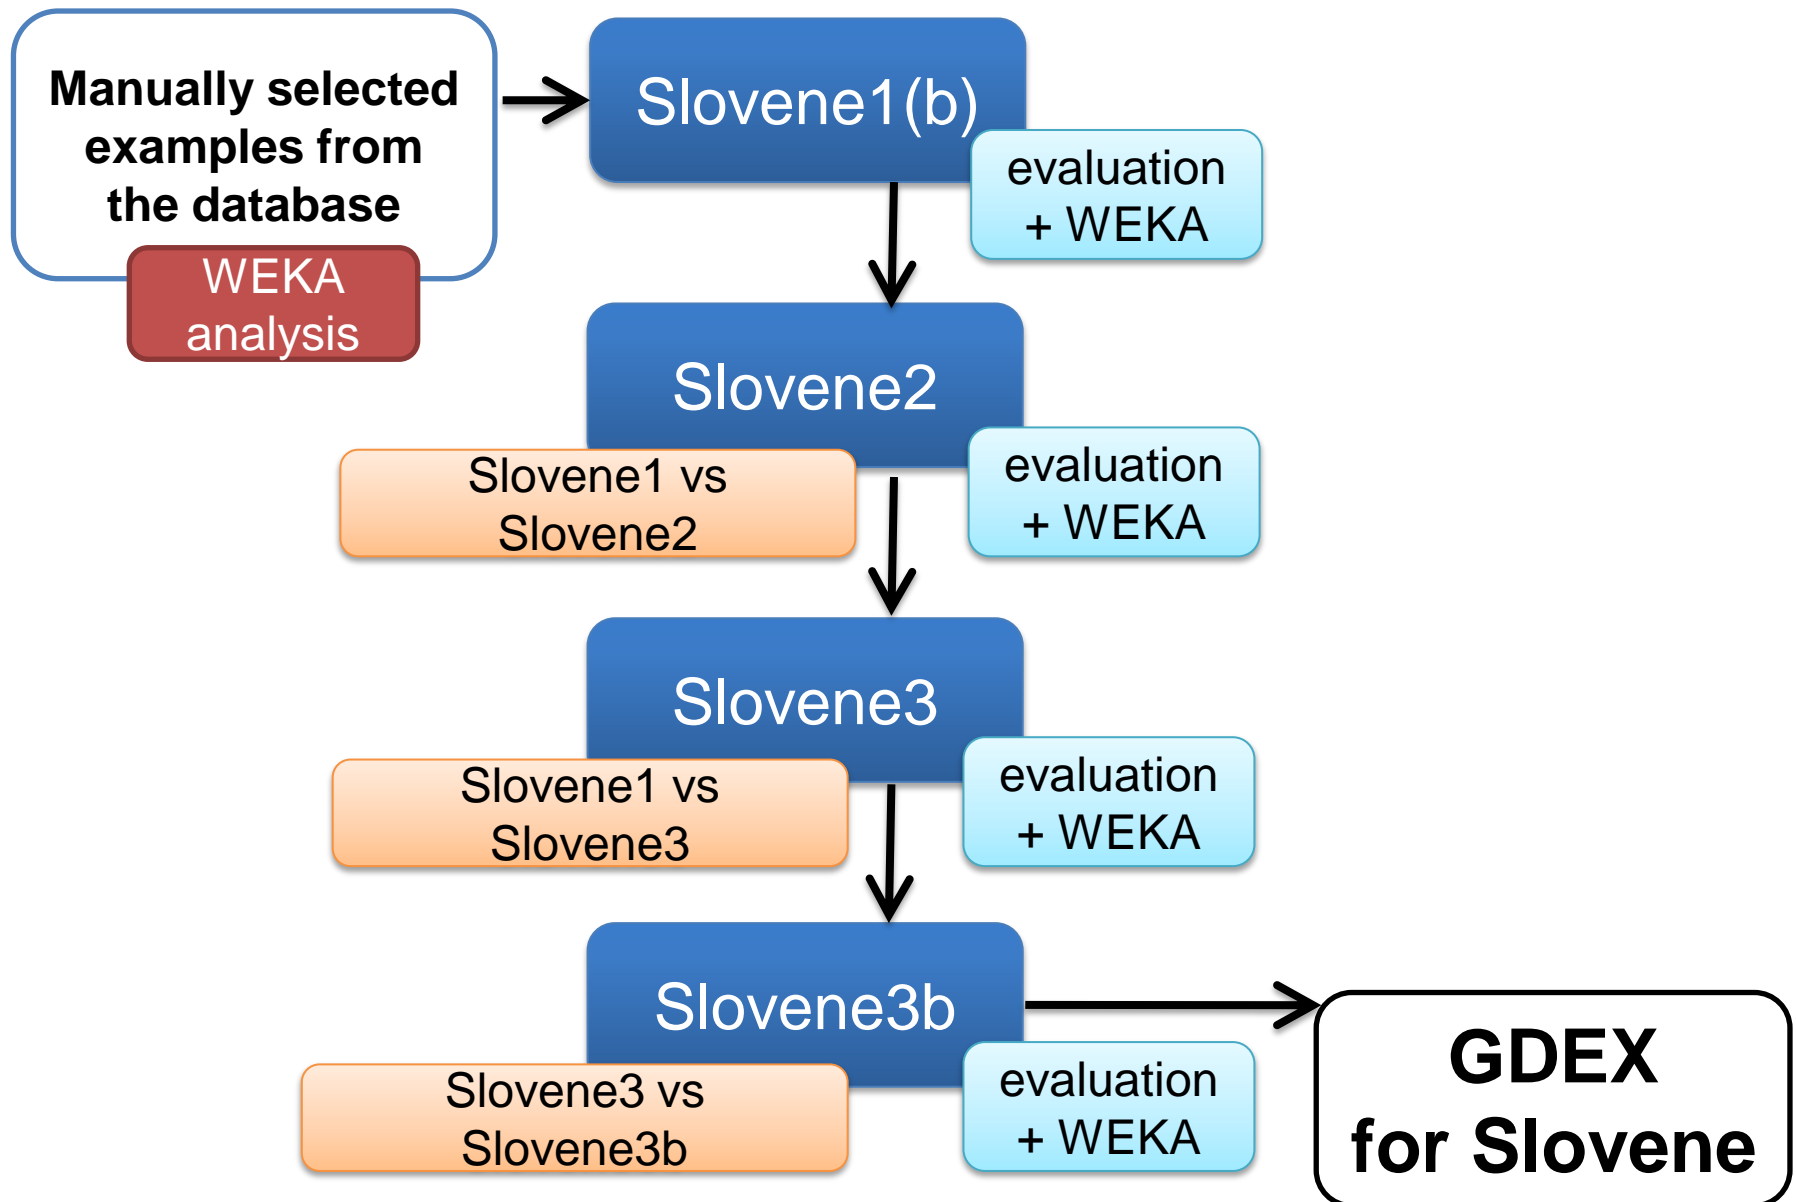 Manually selected
examples from
the database
WEKA
analysis
Slovene1(b)
evaluation
+ WEKA
Slovene2
Slovene1 vs
Slovene2
evaluation
+ WEKA
Slovene3
Slovene1 vs
Slovene3
evaluation
+ WEKA
Slovene3b
Slovene3 vs
Slovene3b
evaluation
+ WEKA
GDEX
for Slovene